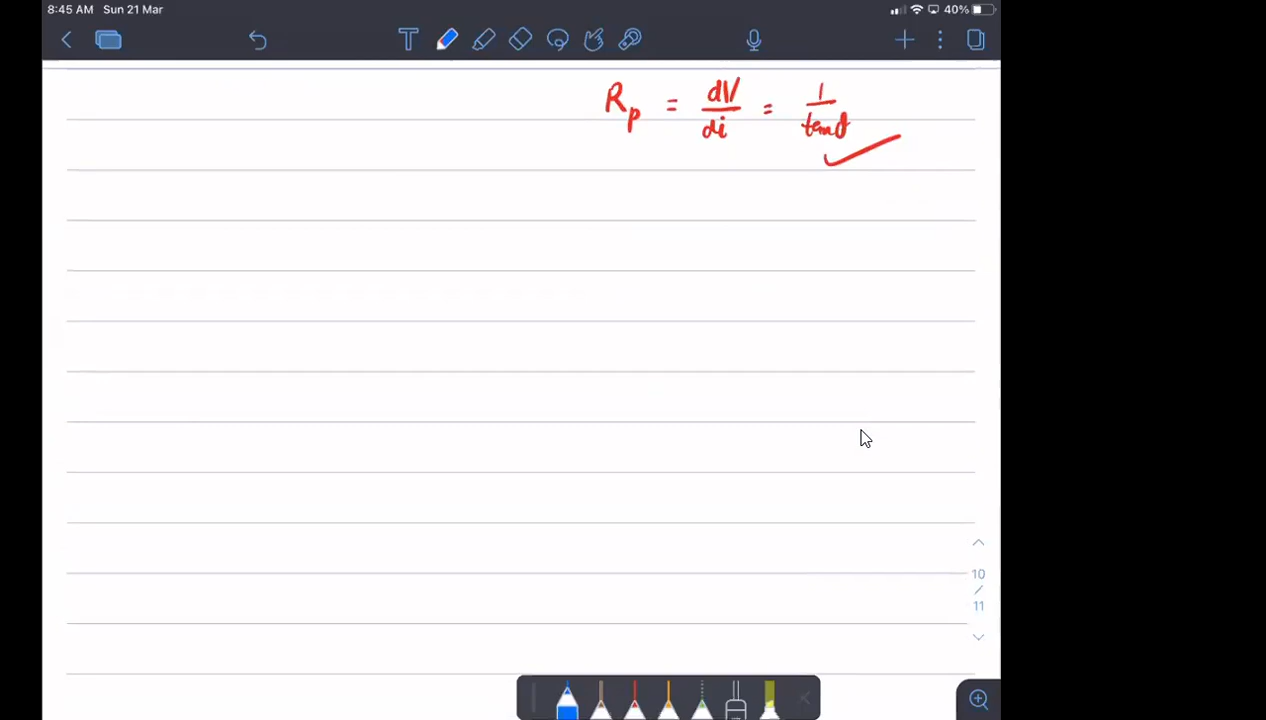 8:45 AM Sun 21 Mar
40%
T
Rp = dV/di = 1/tanθ
10
/
11